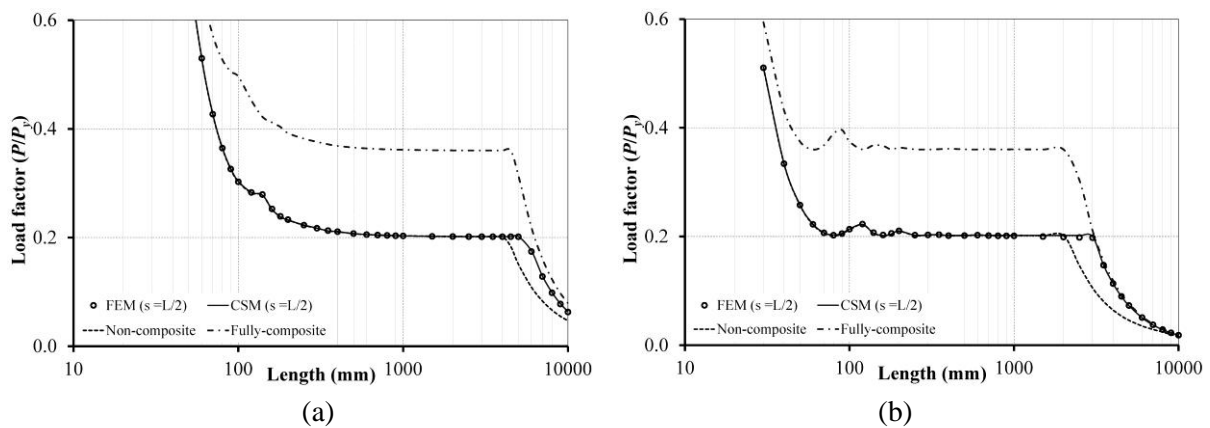 0.6
0.4
0.2
0.0
Load factor (P/Py)
FEM (s =L/2)
CSM (s =L/2)
Non-composite
Fully-composite
10
100
1000
10000
Length (mm)
(a)
0.6
0.4
0.2
0.0
Load factor (P/Py)
FEM (s =L/2)
CSM (s =L/2)
Non-composite
Fully-composite
10
100
1000
10000
Length (mm)
(b)